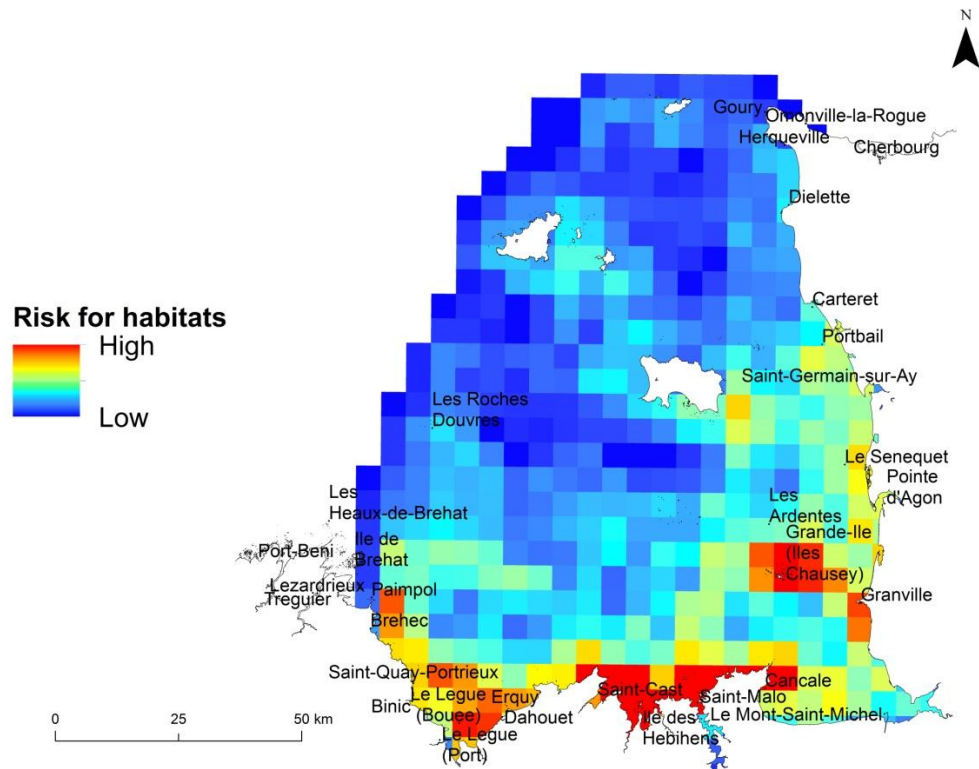 N
Goury
Omonville-la-Rogue
Herqueville
Cherbourg
Dielette
Carteret
Risk for habitats
High
Low
Portbail
Saint-Germain-sur-Ay
Les Roches
Douvres
Le Senequet
Pointe
d'Agon
Les
Heaux-de-Brehat
Les
Ardentes
Grande-Ile
(Iles
Chausey)
Ile de
Brehat
Port-Beni
Lezardrieux
Treguier
Paimpol
Granville
Brehec
Saint-Quay-Portrieux
Cancale
Le Legue
(Bouee)
Binic
Erquy
Dahouet
Saint-Cast
Saint-Malo
Ile des
Hebihens
Le Mont-Saint-Michel
Le Legue
(Port)
0 25 50 km